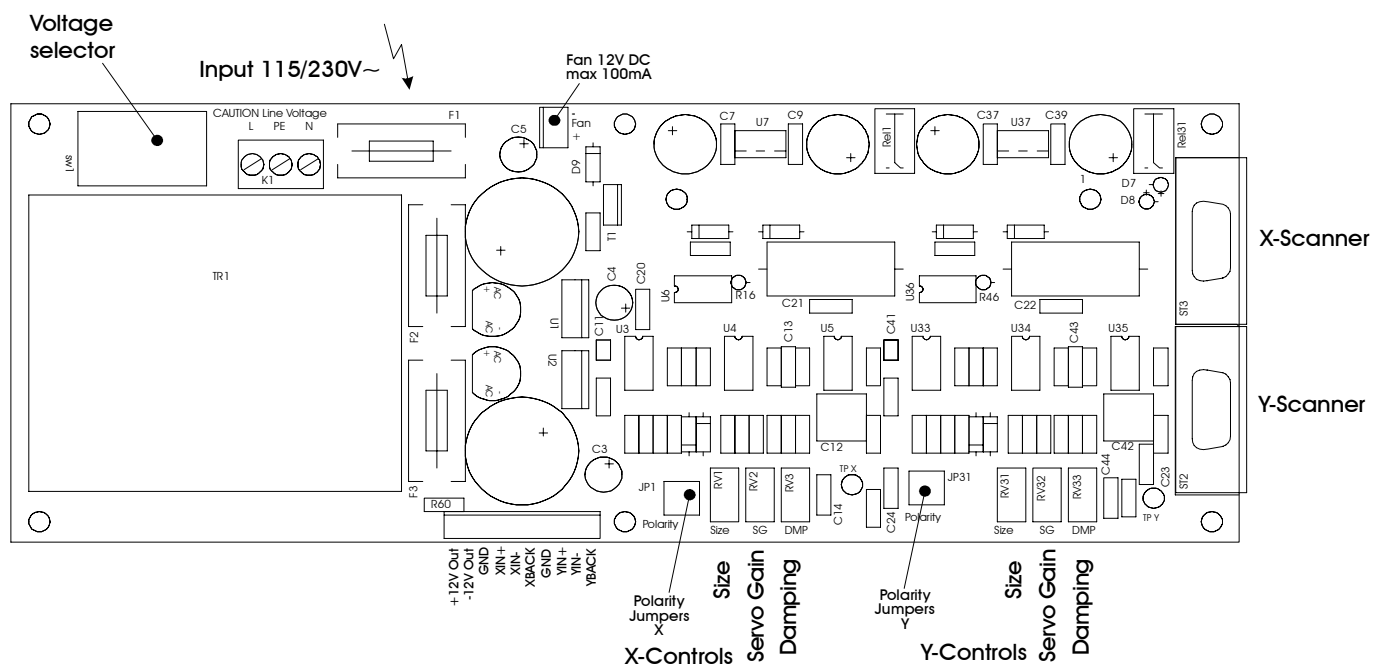 Voltage
selector
Input 115/230V~
Fan 12V DC
max 100mA
CAUTION Line Voltage
L PE N
F1
SW1
K1
C5
-
Fan
+
D9
T1
C7
U7
C9
Rel1
C37
U37
C39
Rel31
1
D7
D8
X-Scanner
ST3
TR1
F2
AC
+
-
AC
U1
C4
C20
U6
R16
C21
U36
R46
C22
C11
U3
U4
C13
U5
C41
U33
U34
C43
U35
AC
+
-
AC
U2
Y-Scanner
ST2
F3
R60
C3
C12
C42
JP1
Polarity
RV1
Size
RV2
SG
RV3
DMP
C14
TP X
C24
JP31
Polarity
RV31
Size
RV32
SG
RV33
DMP
C44
C23
TP Y
+12V Out
-12V Out
GND
XIN+
XIN-
XBACK
GND
YIN+
YIN-
YBACK
Polarity
Jumpers
X
Size
Servo Gain
Damping
X-Controls
Polarity
Jumpers
Y
Size
Servo Gain
Damping
Y-Controls